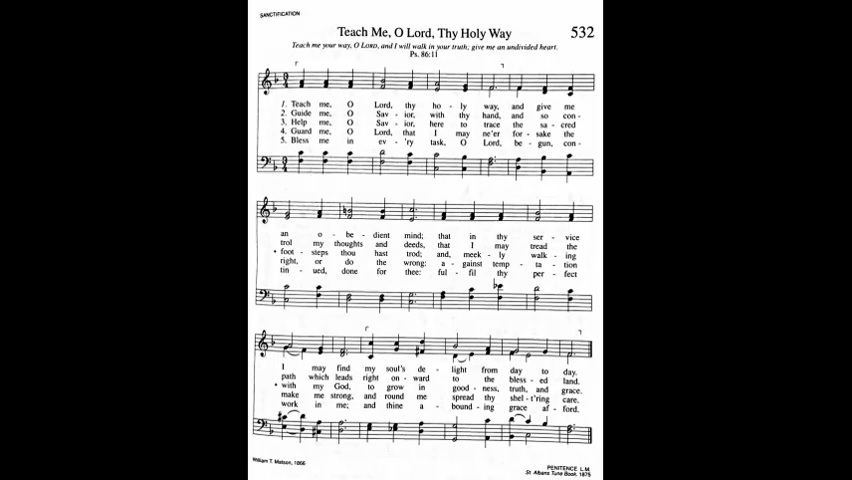 SANCTIFICATION
Teach Me, O Lord, Thy Holy Way 532
Teach me your way, O LORD, and I will walk in your truth; give me an undivided heart.
Ps. 86:11
1. Teach me, O Lord, thy ho - ly way, and give me
2. Guide me, O Sav - ior, with thy hand, and so con-
3. Help me, O Sav - ior, here to trace the sa - cred
4. Guard me, O Lord, that I may ne'er for - sake the
5. Bless me in ev - 'ry task, O Lord, be - gun, con-
an o - be - dient mind; that in thy ser - vice
trol my thoughts and deeds, that I may tread the
* foot - steps thou hast trod; and, meek - ly walk - ing
right, or do the wrong: a - gainst temp - ta - tion
tin - ued, done for thee: ful - fil thy per - fect
I may find my soul's de - light from day to day.
path which leads right on - ward to the bless - ed land.
* with my God, to grow in good - ness, truth, and grace.
make me strong, and round me spread thy shel - t'ring care.
work in me; and thine a - bound - ing grace af - ford.
William T. Matson, 1866
PENITENCE L.M.
St. Albans Tune Book, 1875